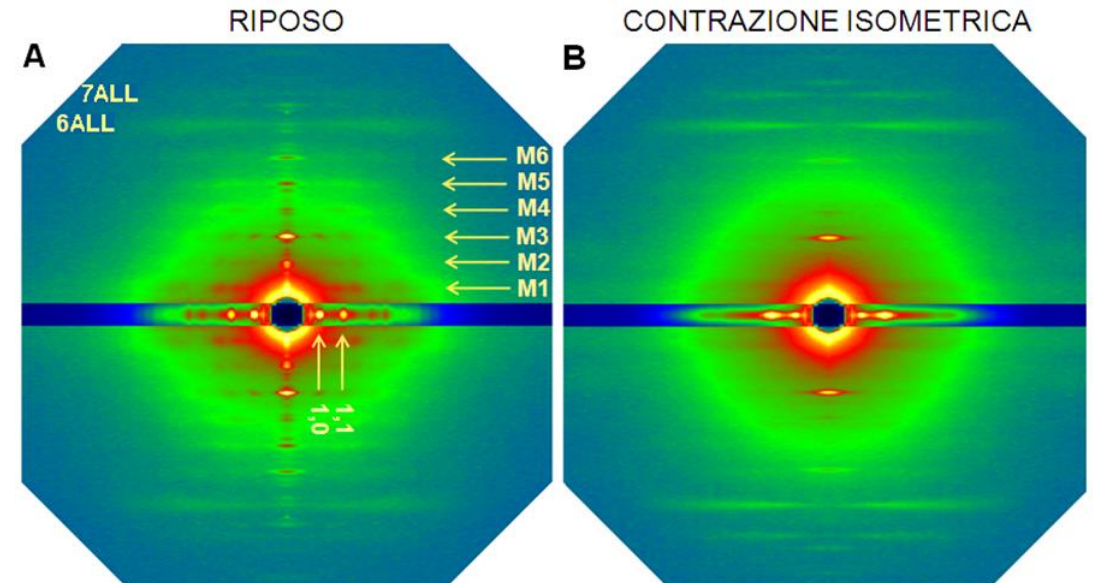 RIPOSO
CONTRAZIONE ISOMETRICA
A
B
7ALL
6ALL
M6
M5
M4
M3
M2
M1
1,0
1,1